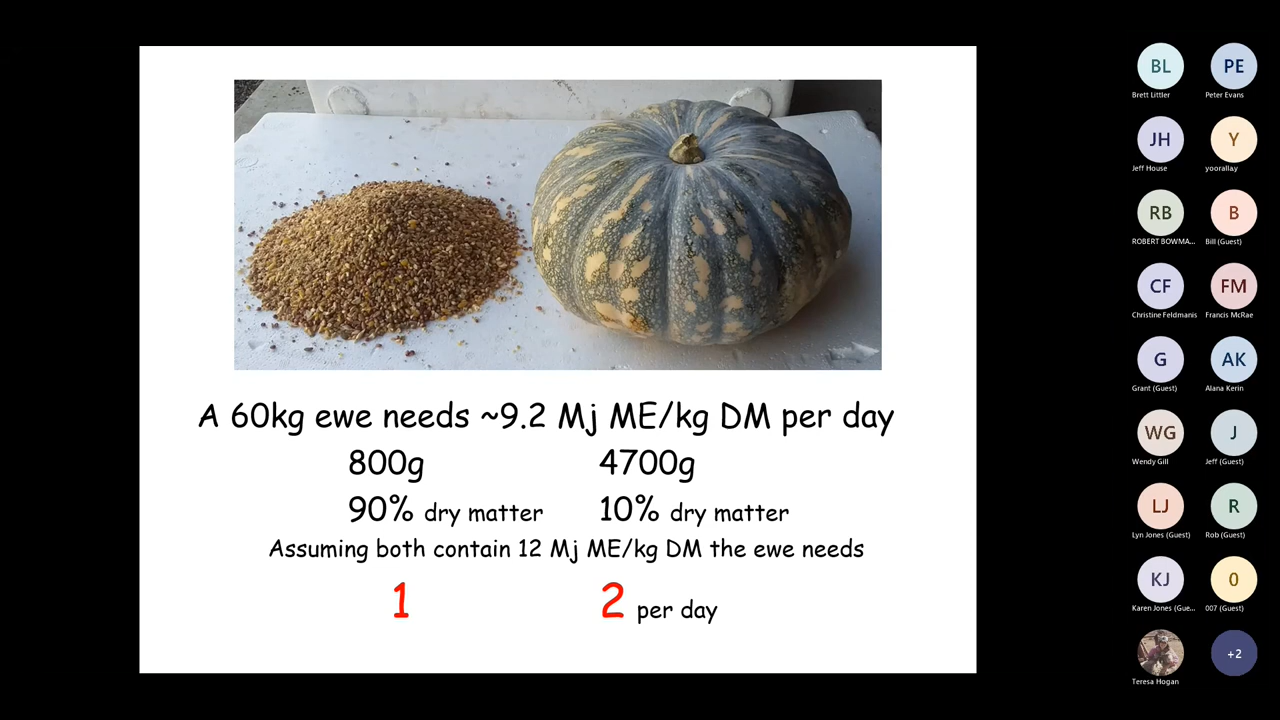 A 60kg ewe needs ~9.2 Mj ME/kg DM per day
800g 4700g
90% dry matter 10% dry matter
Assuming both contain 12 Mj ME/kg DM the ewe needs
1 2 per day
BL PE
Brett Littler Peter Evans
JH Y
Jeff House yoorallay
RB B
ROBERT BOWMA... Bill (Guest)
CF FM
Christine Feldmanis Francis McRae
G AK
Grant (Guest) Alana Kerin
WG J
Wendy Gill Jeff (Guest)
LJ R
Lyn Jones (Guest) Rob (Guest)
KJ 0
Karen Jones (Gue... 007 (Guest)
+2
Teresa Hogan